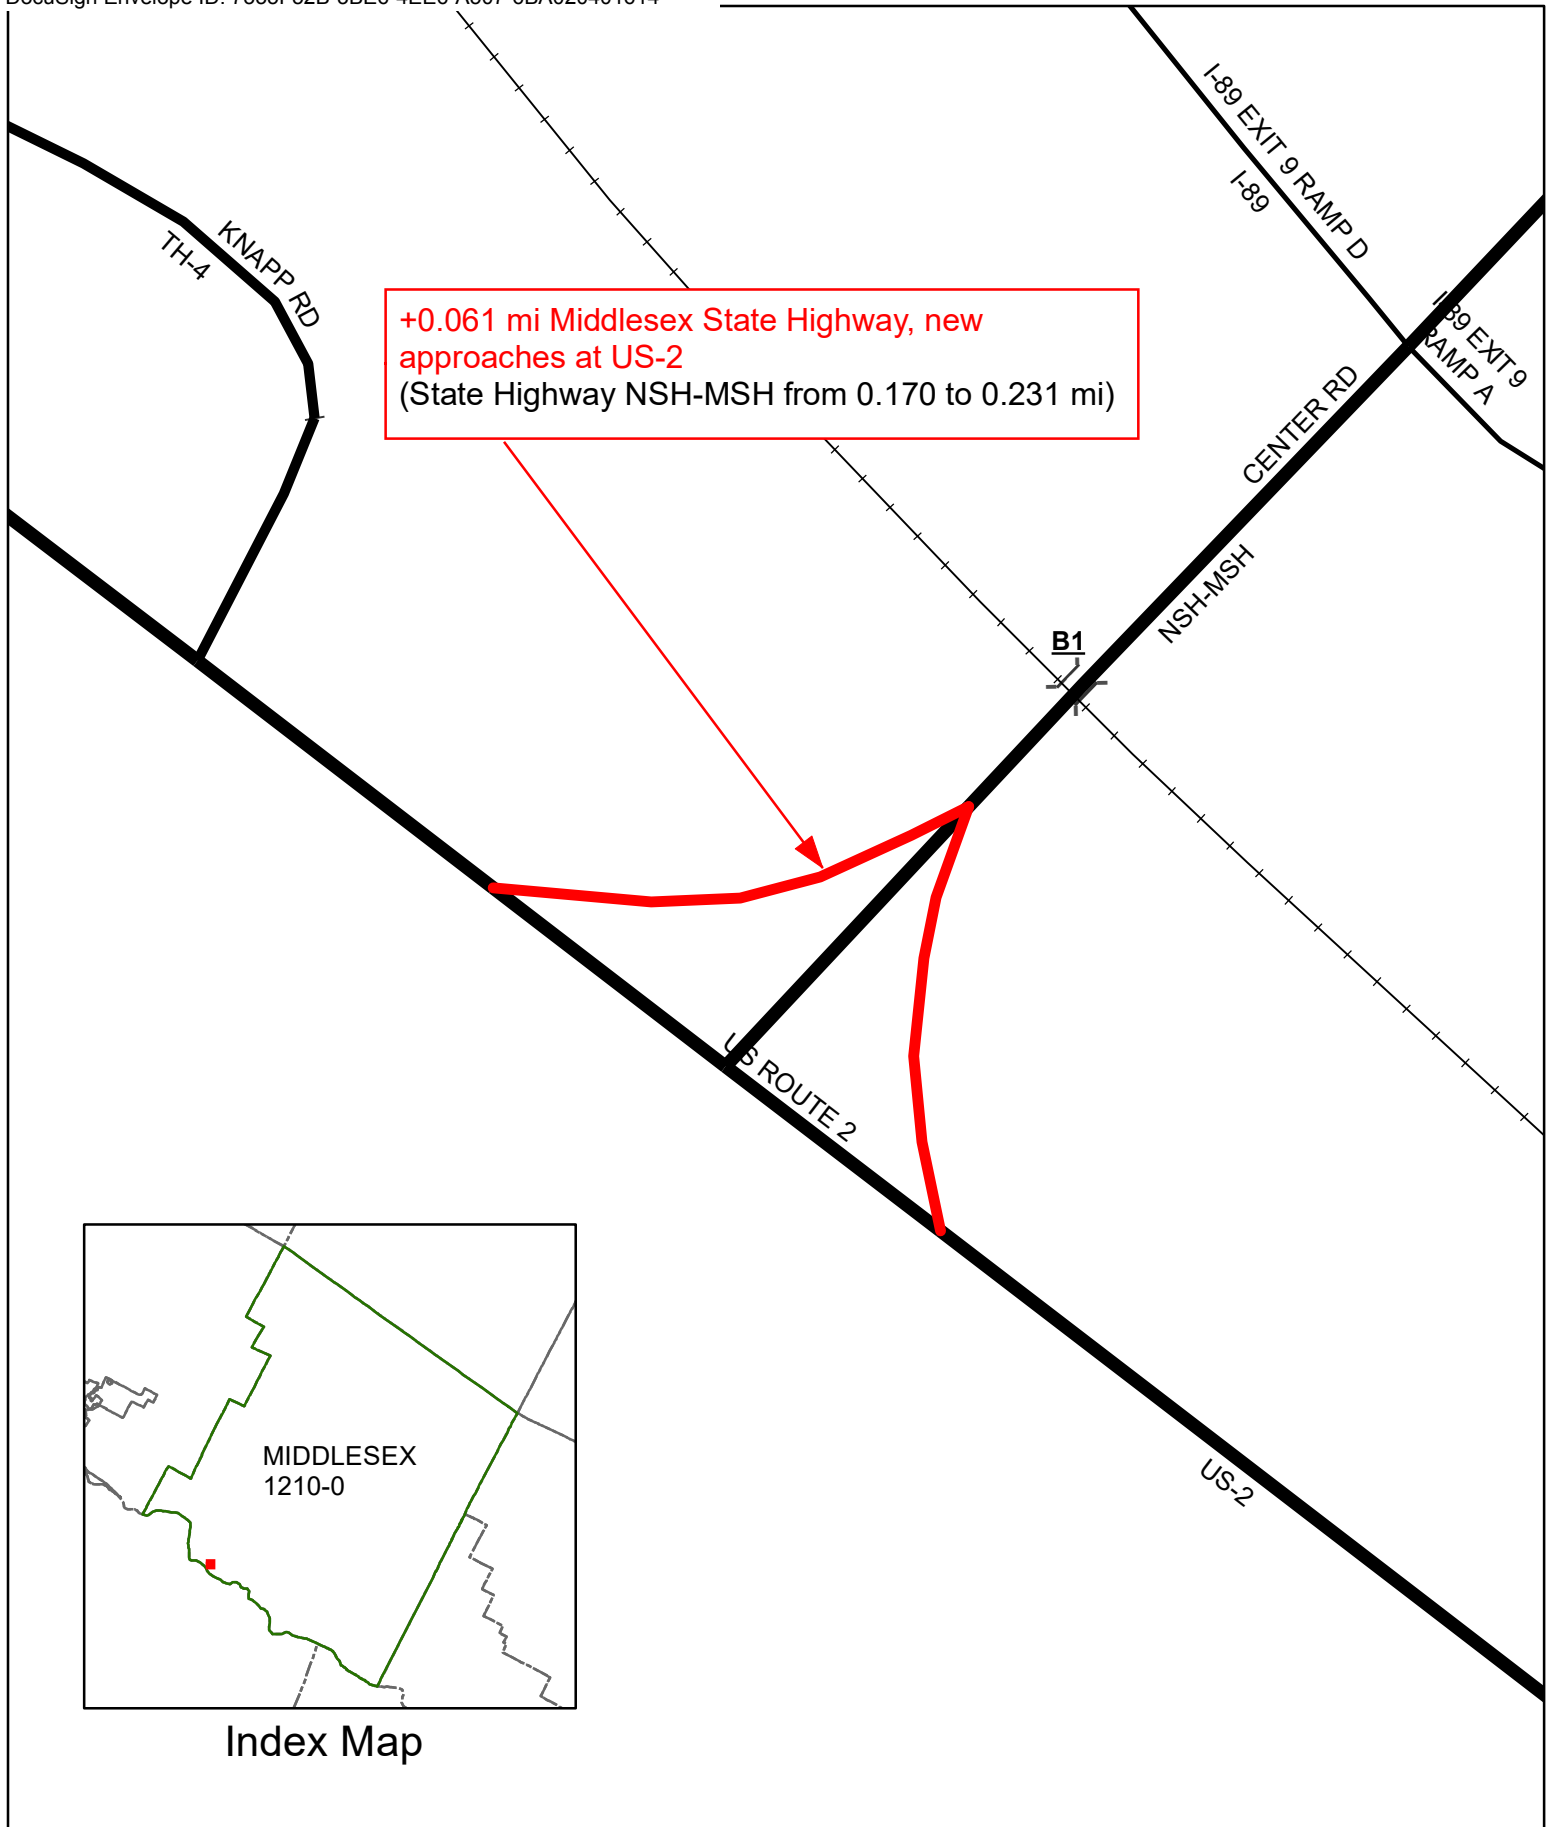 I-89 EXIT 9 RAMP D
I-89
KNAPP RD
TH-4
+0.061 mi Middlesex State Highway, new
approaches at US-2
(State Highway NSH-MSH from 0.170 to 0.231 mi)
I-89 EXIT 9
RAMP A
CENTER RD
NSH-MSH
B1
US ROUTE 2
US-2
MIDDLESEX
1210-0
Index Map